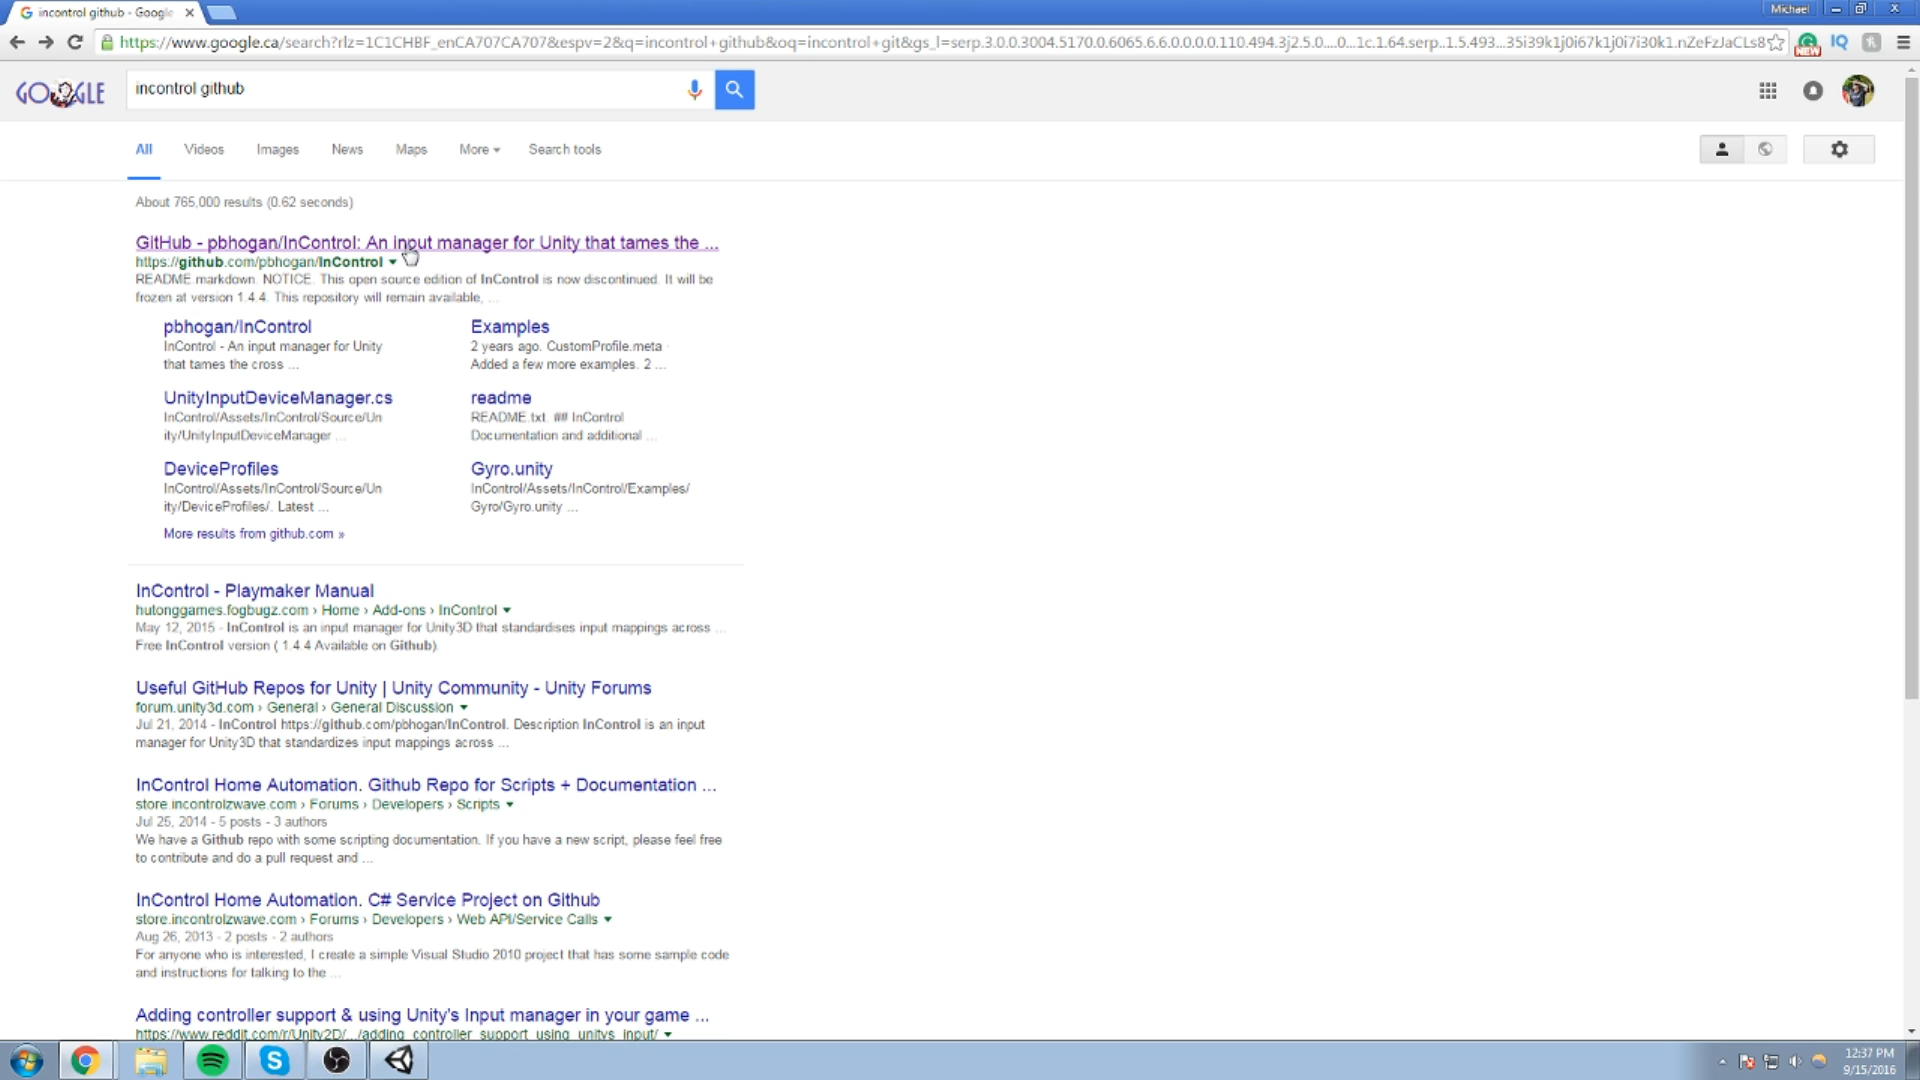 incontrol github - Google
Michael
https://www.google.ca/search?rlz=1C1CHBF_enCA707CA707&espv=2&q=incontrol+github&oq=incontrol+git&gs_l=serp.3.0.0.3004.5170.0.6065.6.6.0.0.0.0.110.494.3j2.5.0....0...1c.1.64.serp..1.5.493...35i39k1j0i67k1j0i7i30k1.nZeFzJaCLs8
NEW
IQ
GOOGLE
incontrol github
All Videos Images News Maps More Search tools
About 765,000 results (0.62 seconds)
GitHub - pbhogan/InControl: An input manager for Unity that tames the ...
https://github.com/pbhogan/InControl
README.markdown. NOTICE. This open source edition of InControl is now discontinued. It will be
frozen at version 1.4.4. This repository will remain available, ...
pbhogan/InControl
InControl - An input manager for Unity
that tames the cross ...
Examples
2 years ago. CustomProfile.meta ·
Added a few more examples. 2 ...
UnityInputDeviceManager.cs
InControl/Assets/InControl/Source/Un
ity/UnityInputDeviceManager ...
readme
README.txt. ## InControl
Documentation and additional ...
DeviceProfiles
InControl/Assets/InControl/Source/Un
ity/DeviceProfiles/. Latest ...
Gyro.unity
InControl/Assets/InControl/Examples/
Gyro/Gyro.unity ...
More results from github.com »
InControl - Playmaker Manual
hutonggames.fogbugz.com › Home › Add-ons › InControl
May 12, 2015 - InControl is an input manager for Unity3D that standardises input mappings across ...
Free InControl version ( 1.4.4 Available on Github).
Useful GitHub Repos for Unity | Unity Community - Unity Forums
forum.unity3d.com › General › General Discussion
Jul 21, 2014 - InControl https://github.com/pbhogan/InControl. Description InControl is an input
manager for Unity3D that standardizes input mappings across ...
InControl Home Automation. Github Repo for Scripts + Documentation ...
store.incontrolzwave.com › Forums › Developers › Scripts
Jul 25, 2014 - 5 posts - 3 authors
We have a Github repo with some scripting documentation. If you have a new script, please feel free
to contribute and do a pull request and ...
InControl Home Automation. C# Service Project on Github
store.incontrolzwave.com › Forums › Developers › Web API/Service Calls
Aug 26, 2013 - 2 posts - 2 authors
For anyone who is interested, I create a simple Visual Studio 2010 project that has some sample code
and instructions for talking to the ...
Adding controller support & using Unity's Input manager in your game ...
https://www.reddit.com/r/Unity2D/.../adding_controller_support_using_unitys_input/
12:37 PM
9/15/2016